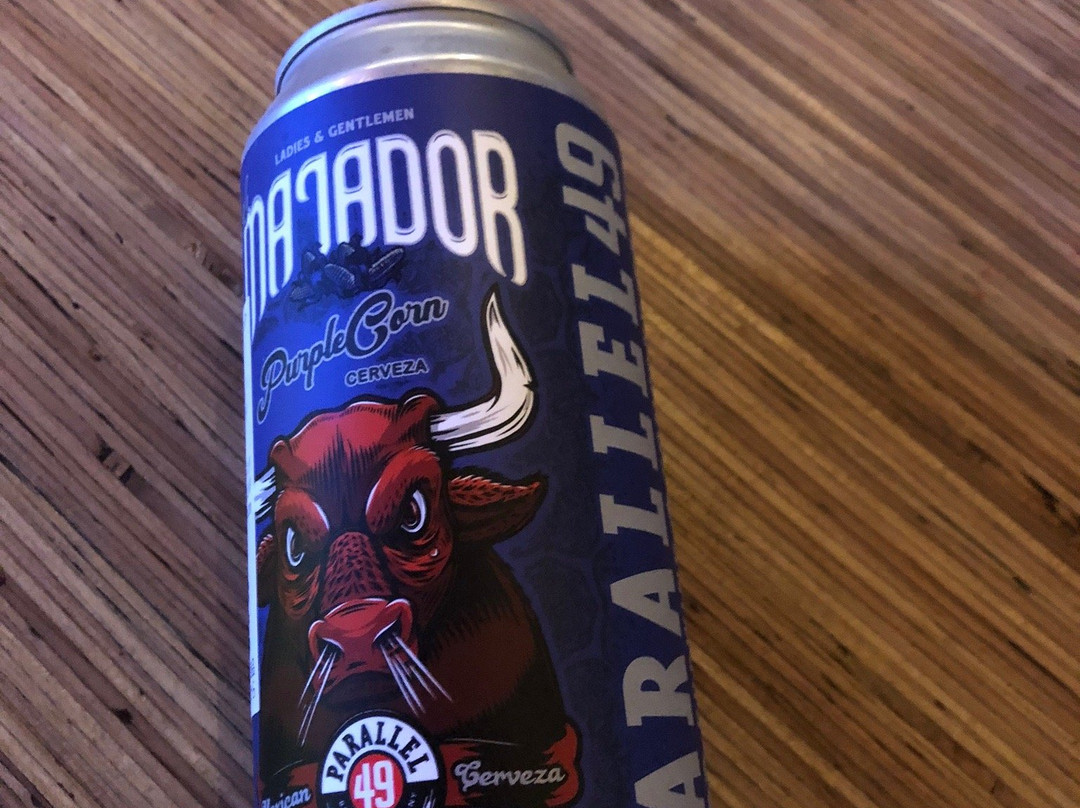 LADIES & GENTLEMEN
MATADOR
Purple Corn
CERVEZA
PARALLEL
49
Cerveza
PARALLEL 49